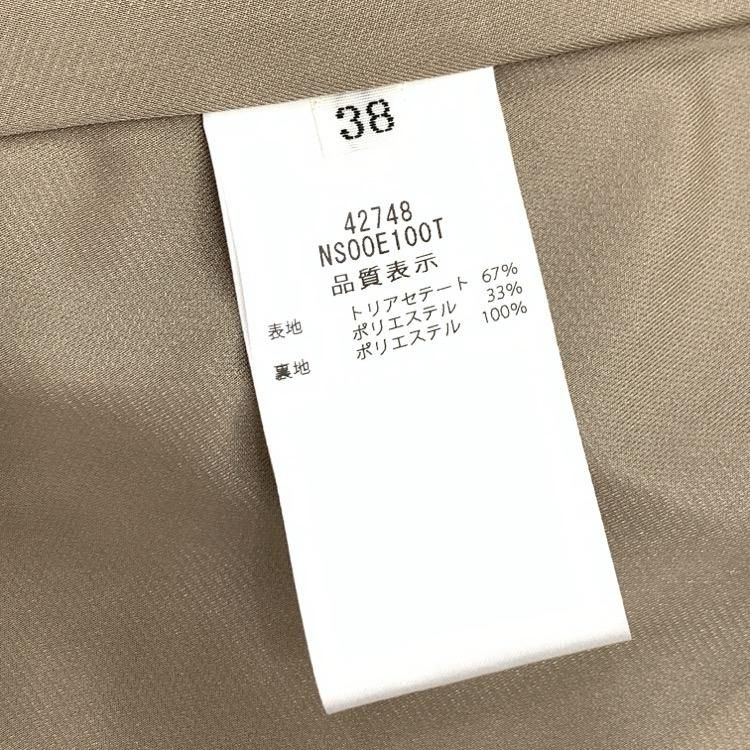 38
42748
NS00E100T
品質表示
表地 トリアセテート 67%
ポリエステル 33%
裏地 ポリエステル 100%